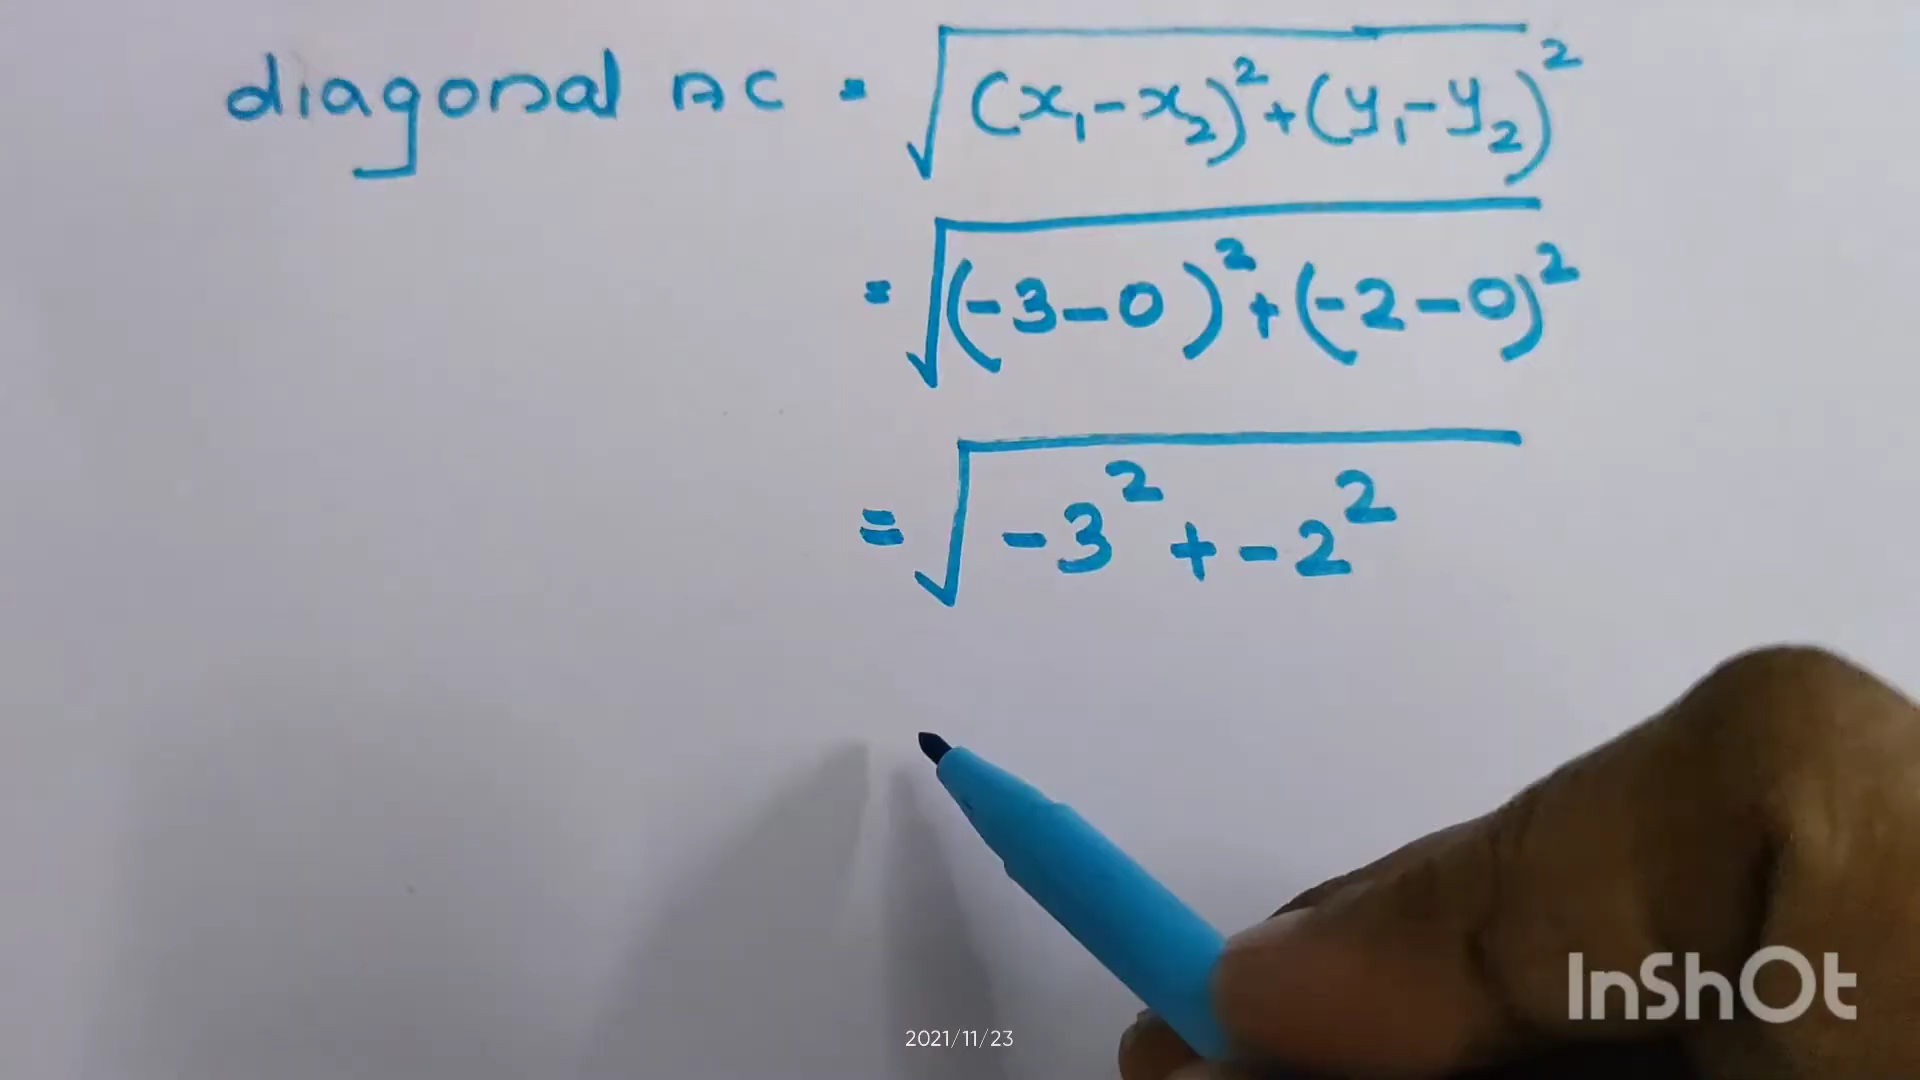 diagonal AC = √(x₁-x₂)²+(y₁-y₂)²
= √(-3-0)²+(-2-0)²
= √-3²+-2²
InShOt
2021/11/23